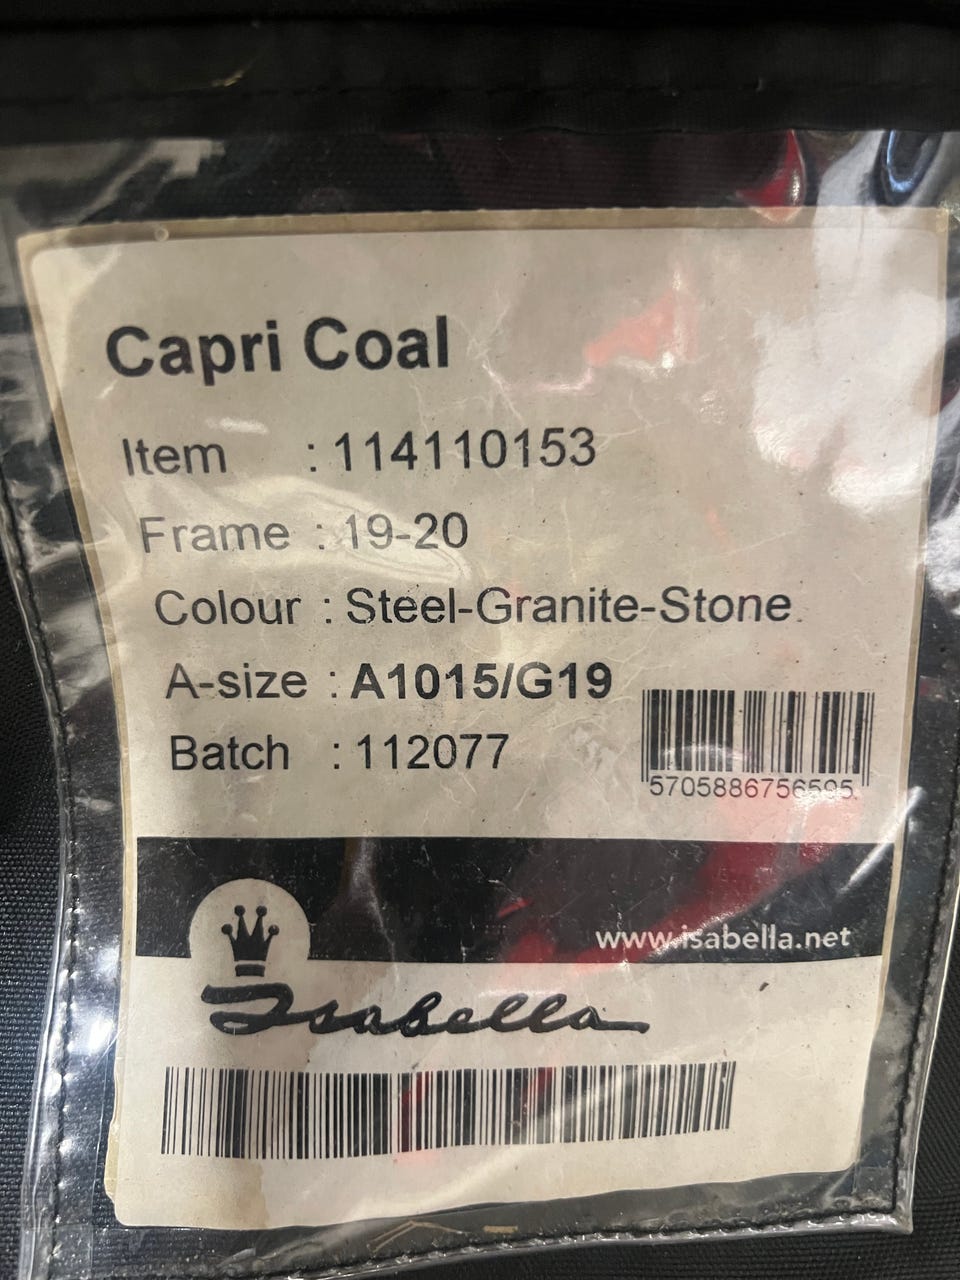 Capri Coal
Item : 114110153
Frame : 19-20
Colour : Steel-Granite-Stone
A-size : A1015/G19
Batch : 112077
5705886756595
www.isabella.net
Isabella